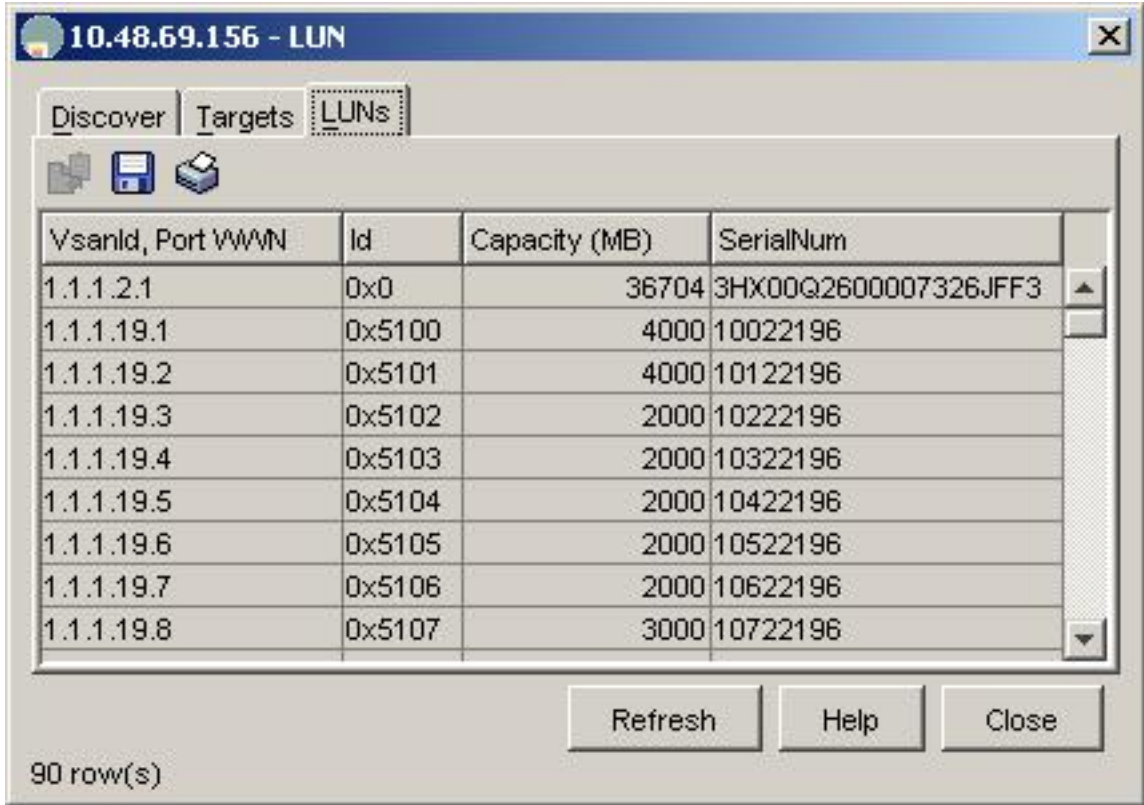 10.48.69.156 - LUN
Discover Targets LUNs
VsanId, Port WWN Id Capacity (MB) SerialNum
1.1.1.2.1 0x0 36704 3HX00Q2600007326JFF3
1.1.1.19.1 0x5100 4000 10022196
1.1.1.19.2 0x5101 4000 10122196
1.1.1.19.3 0x5102 2000 10222196
1.1.1.19.4 0x5103 2000 10322196
1.1.1.19.5 0x5104 2000 10422196
1.1.1.19.6 0x5105 2000 10522196
1.1.1.19.7 0x5106 2000 10622196
1.1.1.19.8 0x5107 3000 10722196
Refresh Help Close
90 row(s)